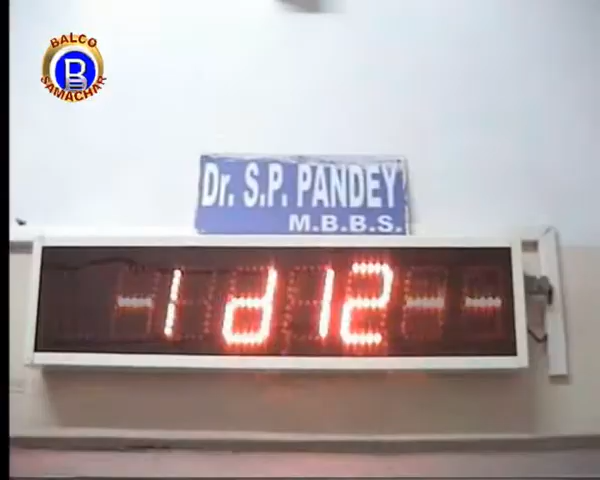 BALCO
B
SAMACHAR
Dr. S.P. PANDEY
M.B.B.S.
-1d12--